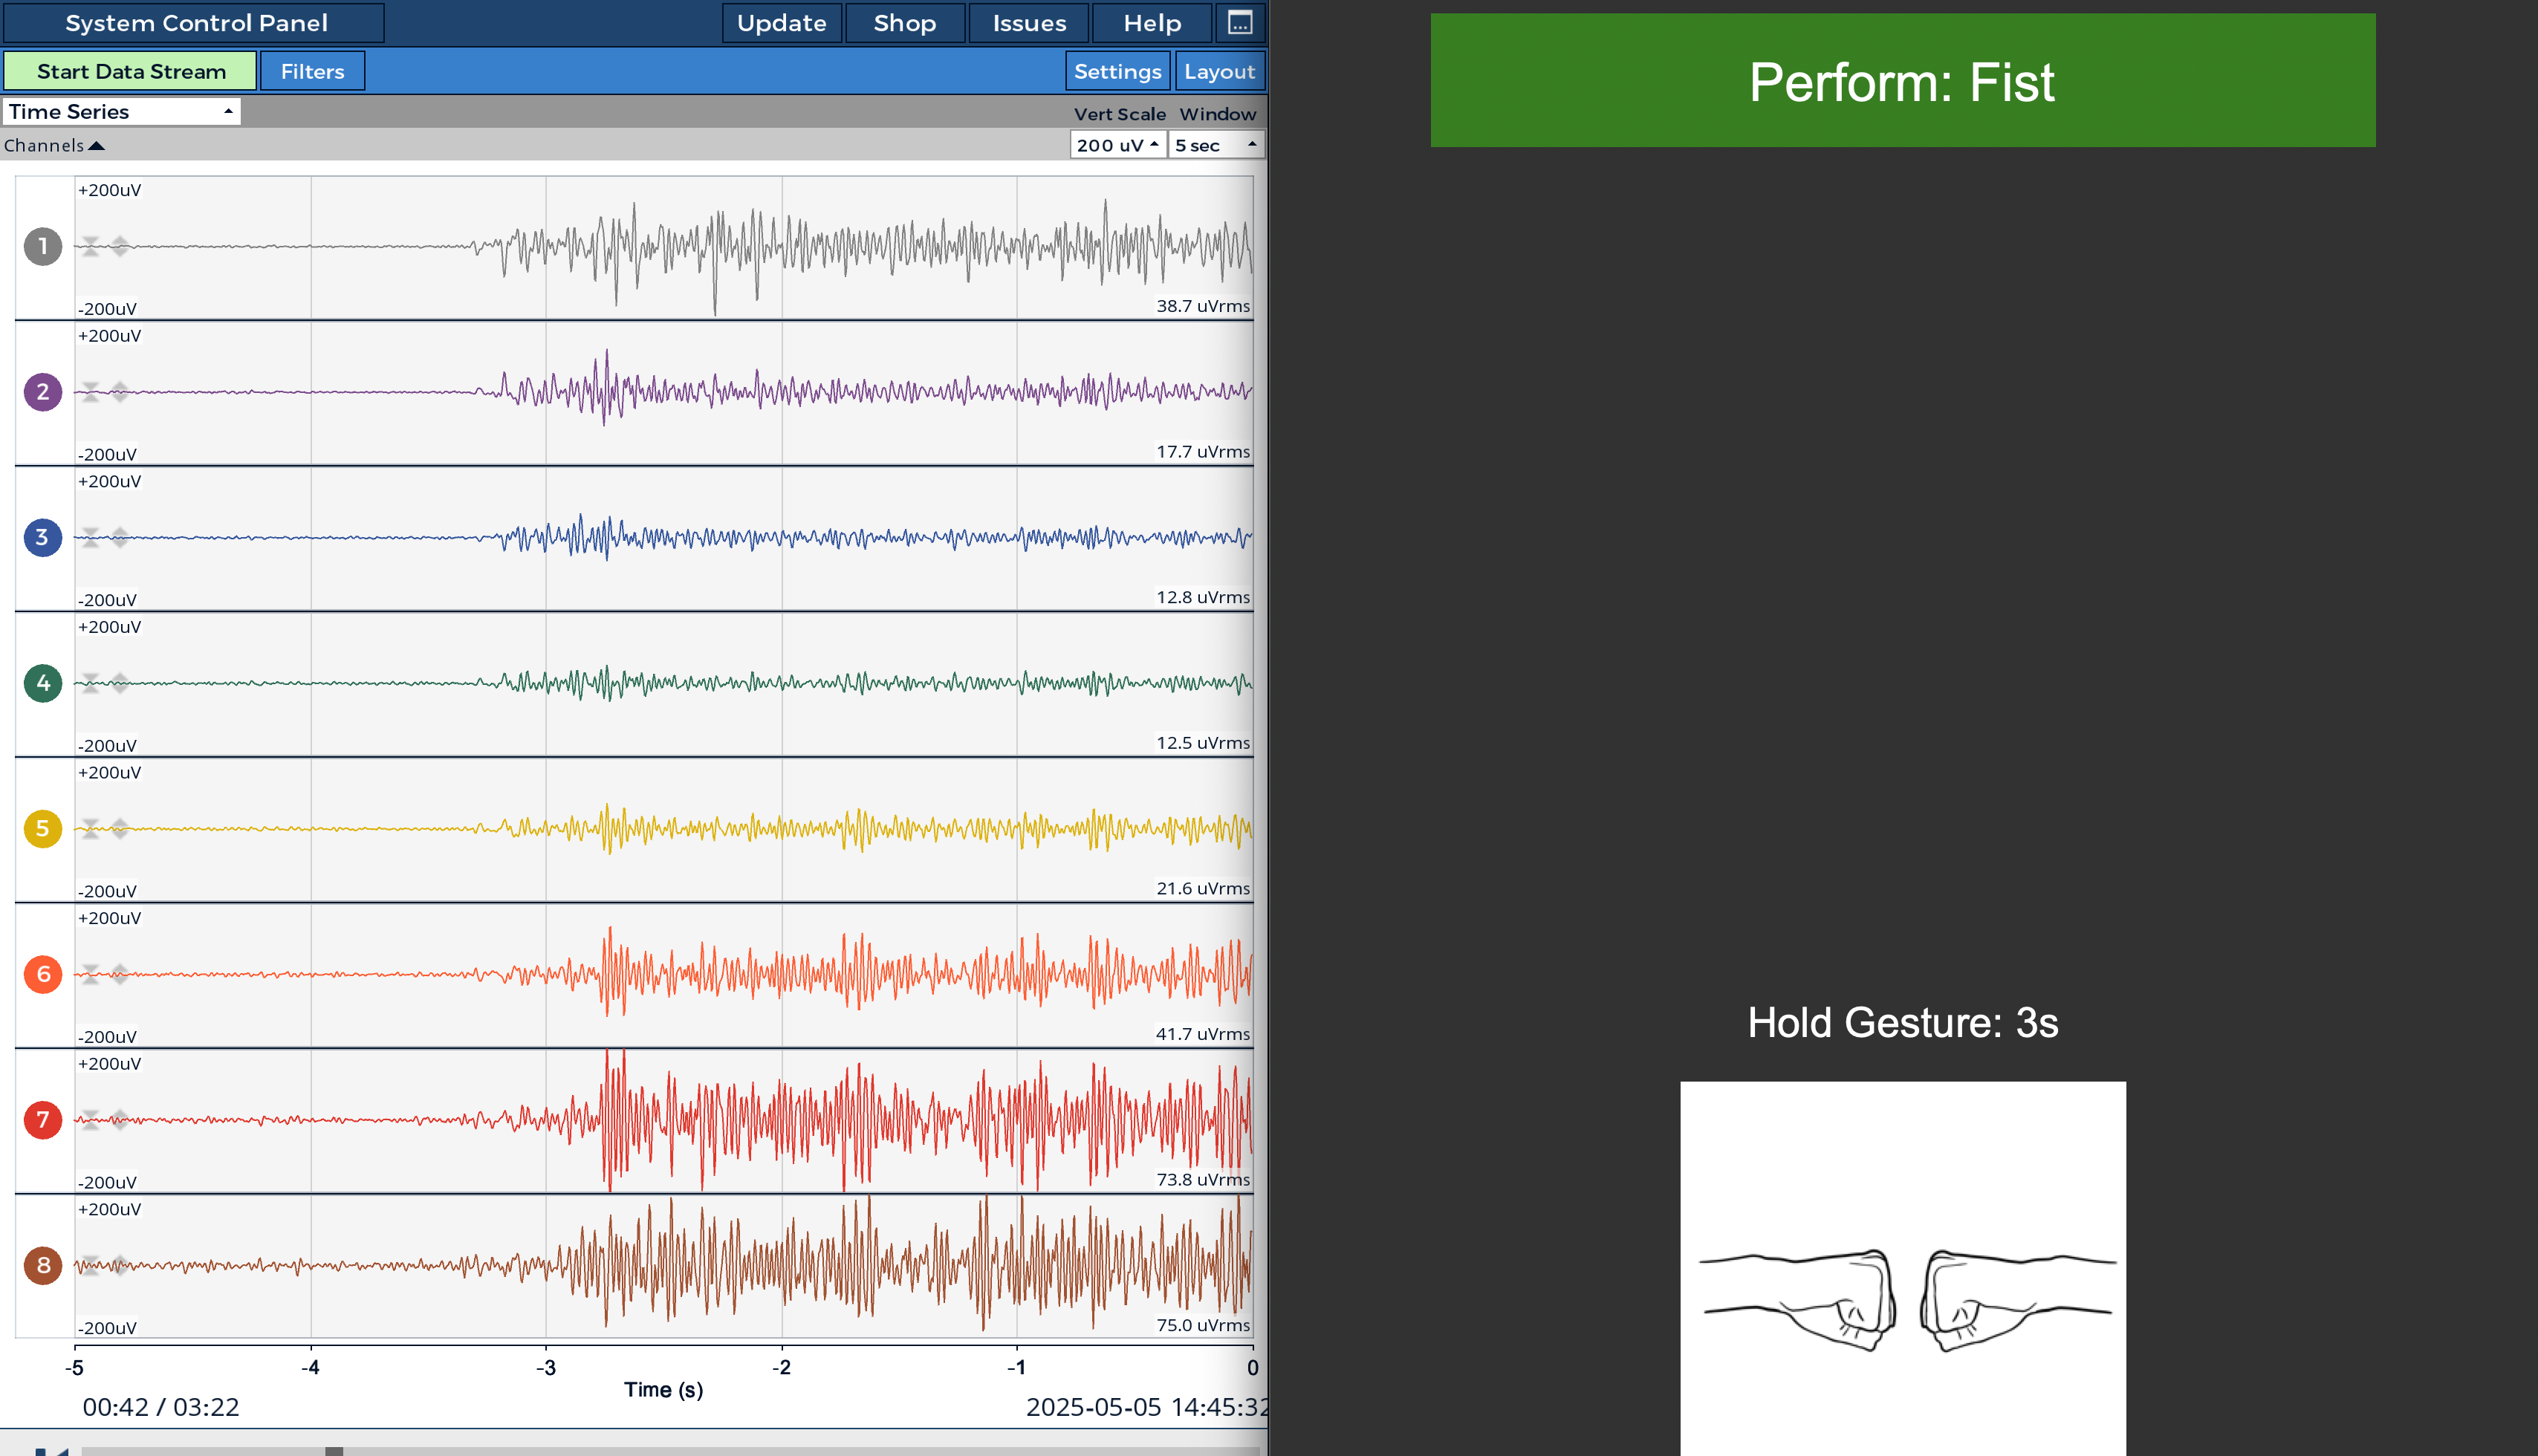 System Control Panel
Update
Shop
Issues
Help
Start Data Stream
Filters
Settings
Layout
Time Series
Vert Scale
Window
Channels
200 uV
5 sec
1
+200uV
-200uV
38.7 uVrms
2
+200uV
-200uV
17.7 uVrms
3
+200uV
-200uV
12.8 uVrms
4
+200uV
-200uV
12.5 uVrms
5
+200uV
-200uV
21.6 uVrms
6
+200uV
-200uV
41.7 uVrms
7
+200uV
-200uV
73.8 uVrms
8
+200uV
-200uV
75.0 uVrms
-5
-4
-3
-2
-1
0
Time (s)
00:42 / 03:22
2025-05-05 14:45:32
Perform: Fist
Hold Gesture: 3s